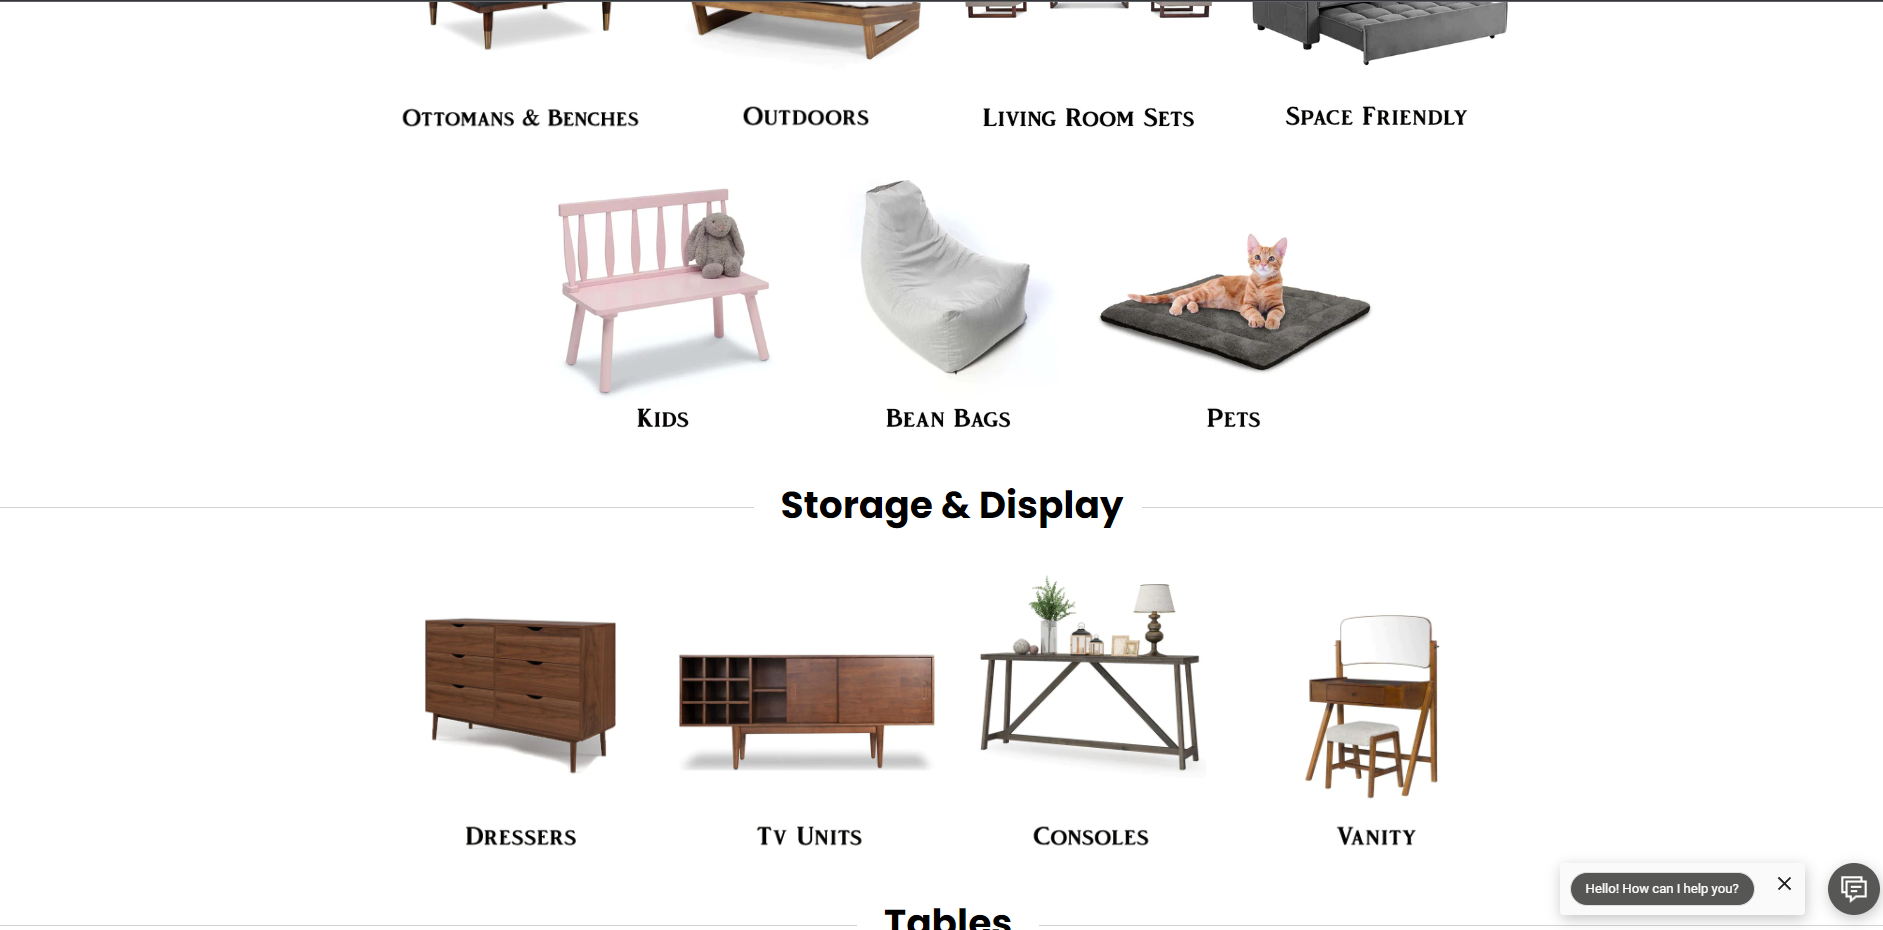 Ottomans & Benches
Outdoors
Living Room Sets
Space Friendly
Kids
Bean Bags
Pets
Storage & Display
Dressers
Tv Units
Consoles
Vanity
Hello! How can I help you?
Tables